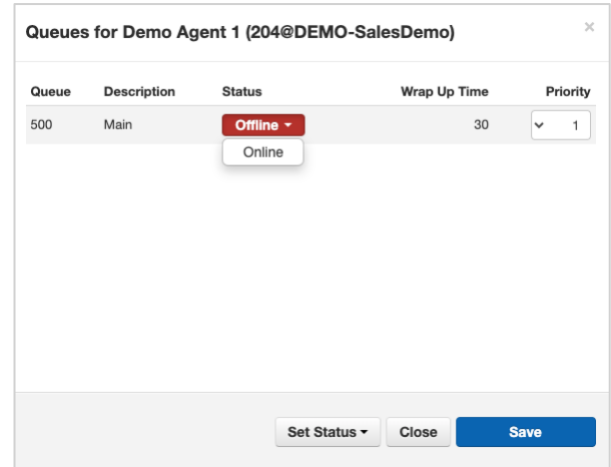 Queues for Demo Agent 1 (204@DEMO-SalesDemo) ×
Queue Description Status Wrap Up Time Priority
500 Main Offline 30 1
Online
Set Status Close Save